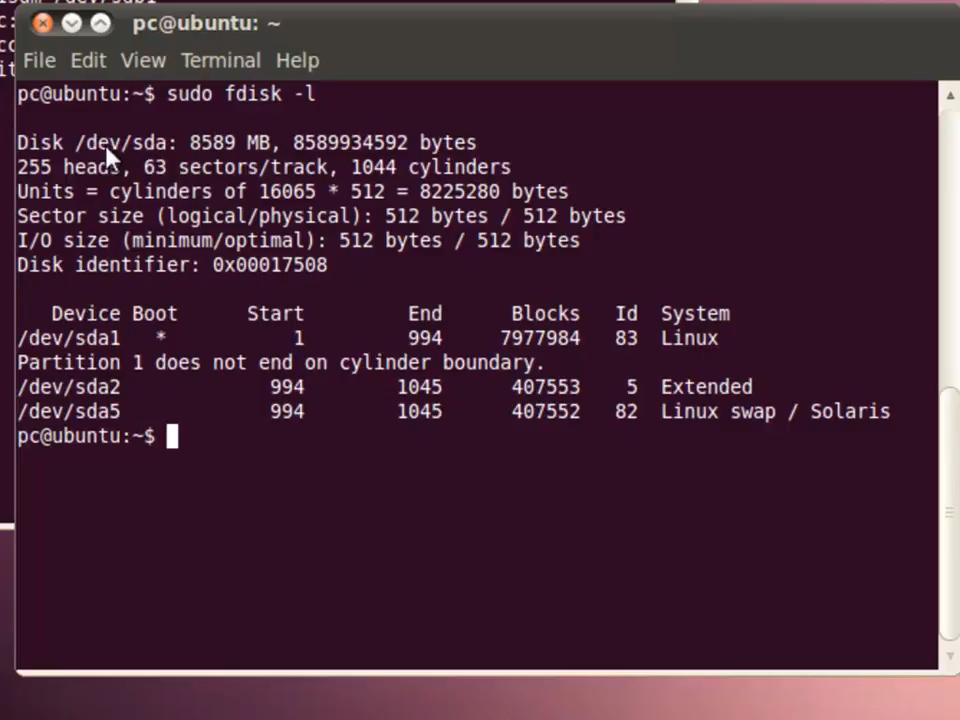 pc@ubuntu: ~
File Edit View Terminal Help
pc@ubuntu:~$ sudo fdisk -l
Disk /dev/sda: 8589 MB, 8589934592 bytes
255 heads, 63 sectors/track, 1044 cylinders
Units = cylinders of 16065 * 512 = 8225280 bytes
Sector size (logical/physical): 512 bytes / 512 bytes
I/O size (minimum/optimal): 512 bytes / 512 bytes
Disk identifier: 0x00017508
Device Boot Start End Blocks Id System
/dev/sda1 * 1 994 7977984 83 Linux
Partition 1 does not end on cylinder boundary.
/dev/sda2 994 1045 407553 5 Extended
/dev/sda5 994 1045 407552 82 Linux swap / Solaris
pc@ubuntu:~$